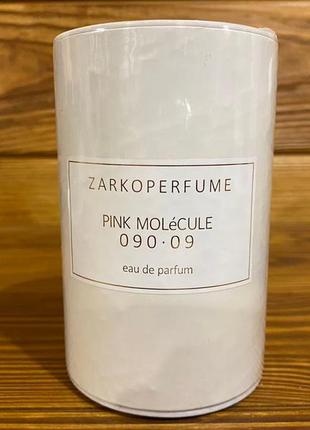 ZARKOPERFUME
PINK MOLéCULE
090·09
eau de parfum